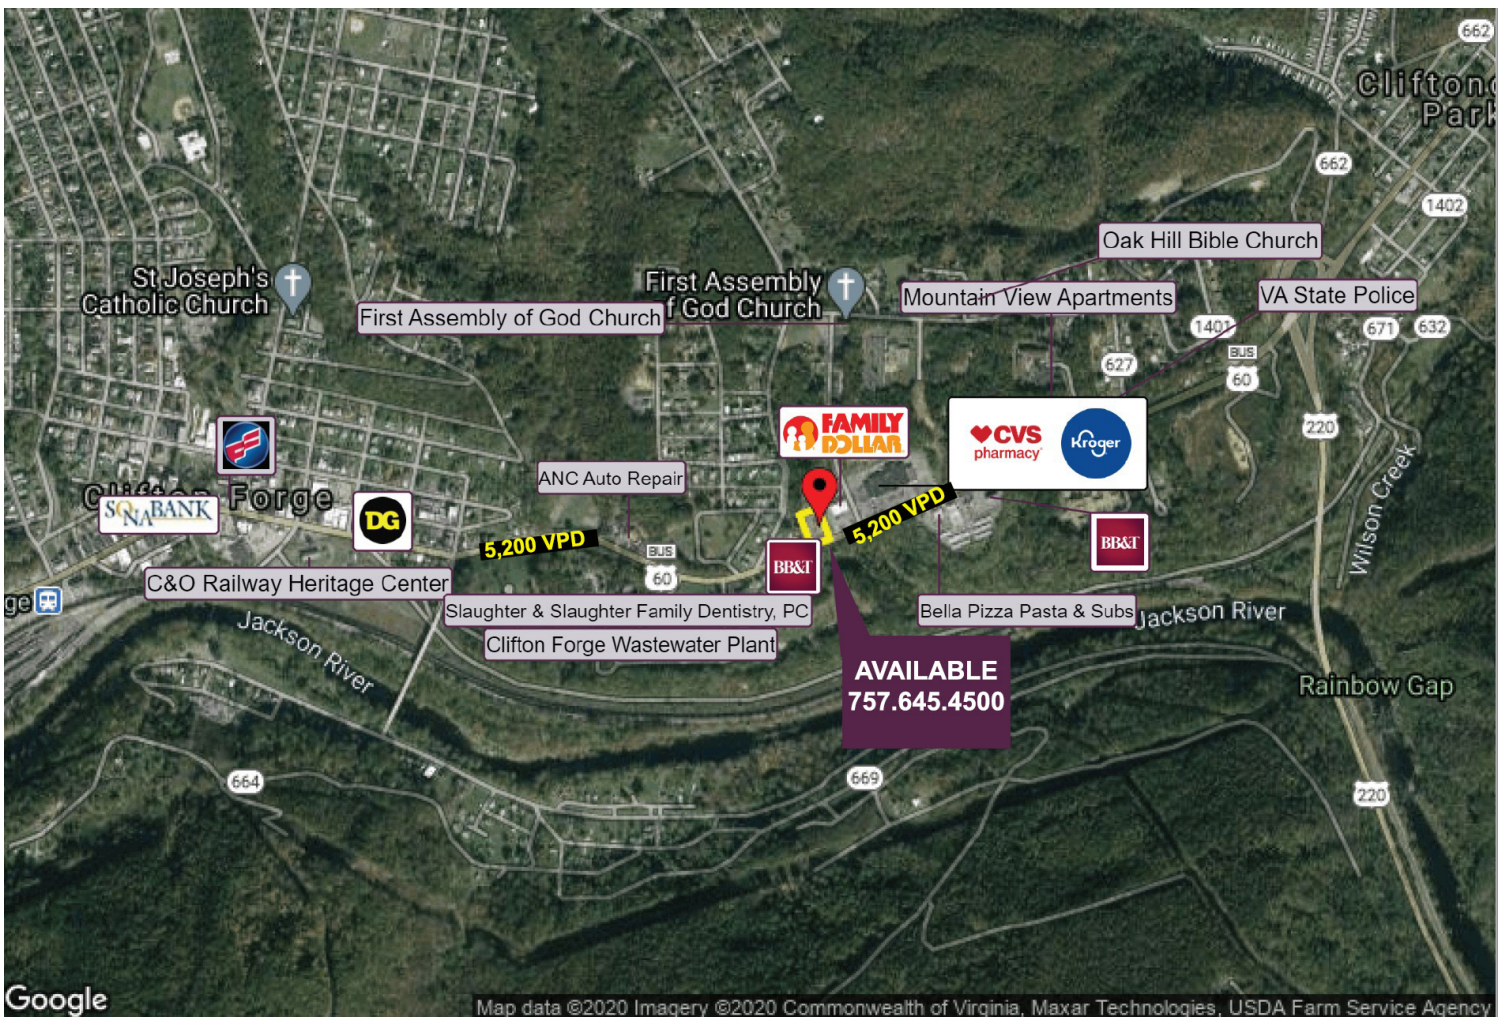 662
Cliftond
Park
662
1402
Oak Hill Bible Church
St Joseph's
Catholic Church
First Assembly
of God Church
First Assembly of God Church
Mountain View Apartments
VA State Police
1401
671
632
BUS
60
627
220
FAMILY
DOLLAR
CVS
pharmacy
Kroger
Clifton Forge
SONABANK
DG
ANC Auto Repair
5,200 VPD
5,200 VPD
BUS
60
BB&T
BB&T
Wilson Creek
ge
C&O Railway Heritage Center
Slaughter & Slaughter Family Dentistry, PC
Clifton Forge Wastewater Plant
Bella Pizza Pasta & Subs
Jackson River
Jackson River
AVAILABLE
757.645.4500
Rainbow Gap
664
669
220
Google
Map data ©2020 Imagery ©2020 Commonwealth of Virginia, Maxar Technologies, USDA Farm Service Agency